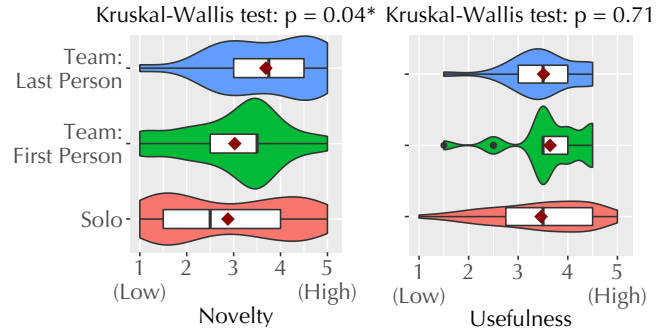 Kruskal-Wallis test: p = 0.04*
Kruskal-Wallis test: p = 0.71
Team:
Last Person
Team:
First Person
Solo
1 2 3 4 5
(Low) (High)
Novelty
1 2 3 4 5
(Low) (High)
Usefulness